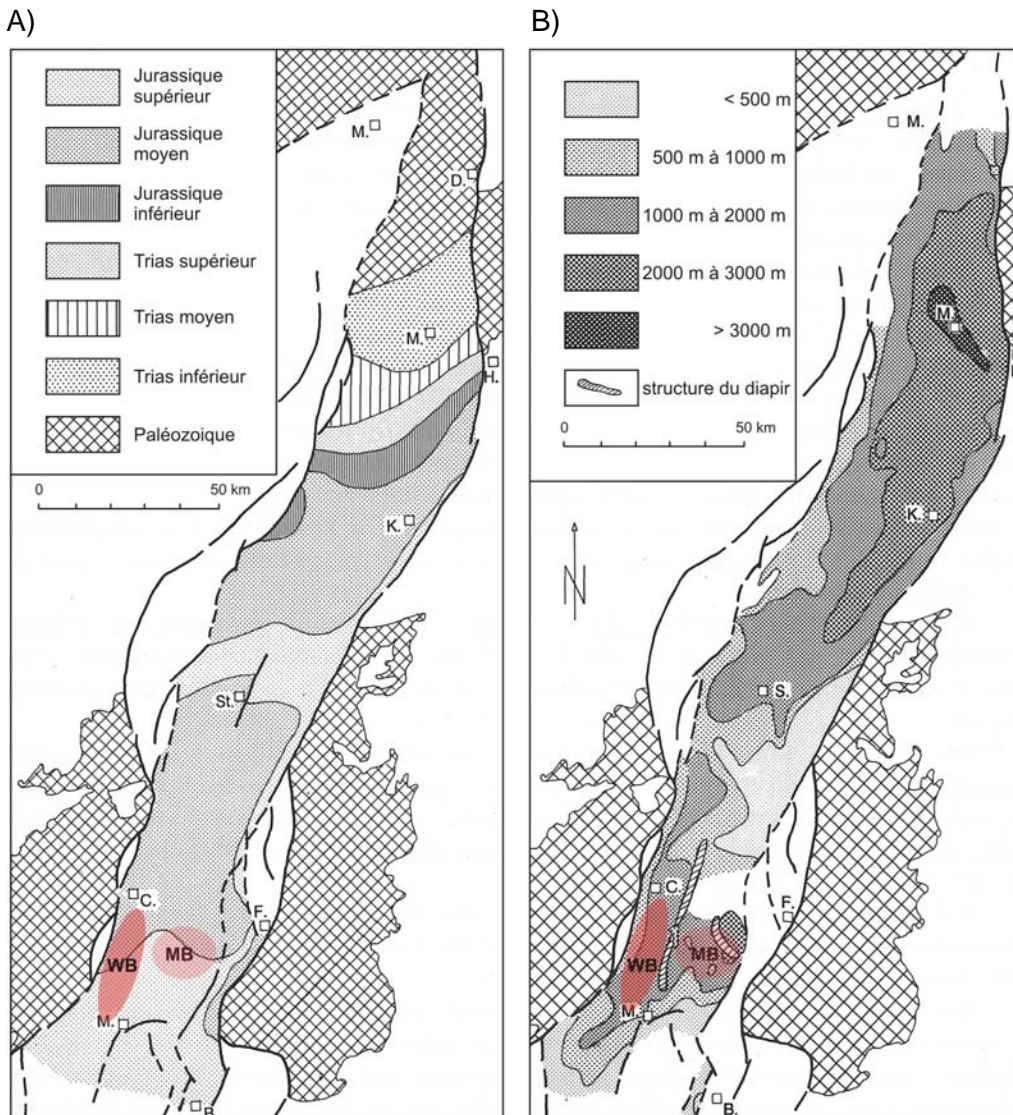 A)
Jurassique
supérieur
Jurassique
moyen
Jurassique
inférieur
Trias supérieur
Trias moyen
Trias inférieur
Paléozoique
0 50 km
M.
D.
M.
H.
K.
St.
C.
F.
WB
MB
M.
B.
B)
< 500 m
500 m à 1000 m
1000 m à 2000 m
2000 m à 3000 m
> 3000 m
structure du diapir
0 50 km
N
M.
M.
K.
S.
C.
F.
WB
MB
M.
B.